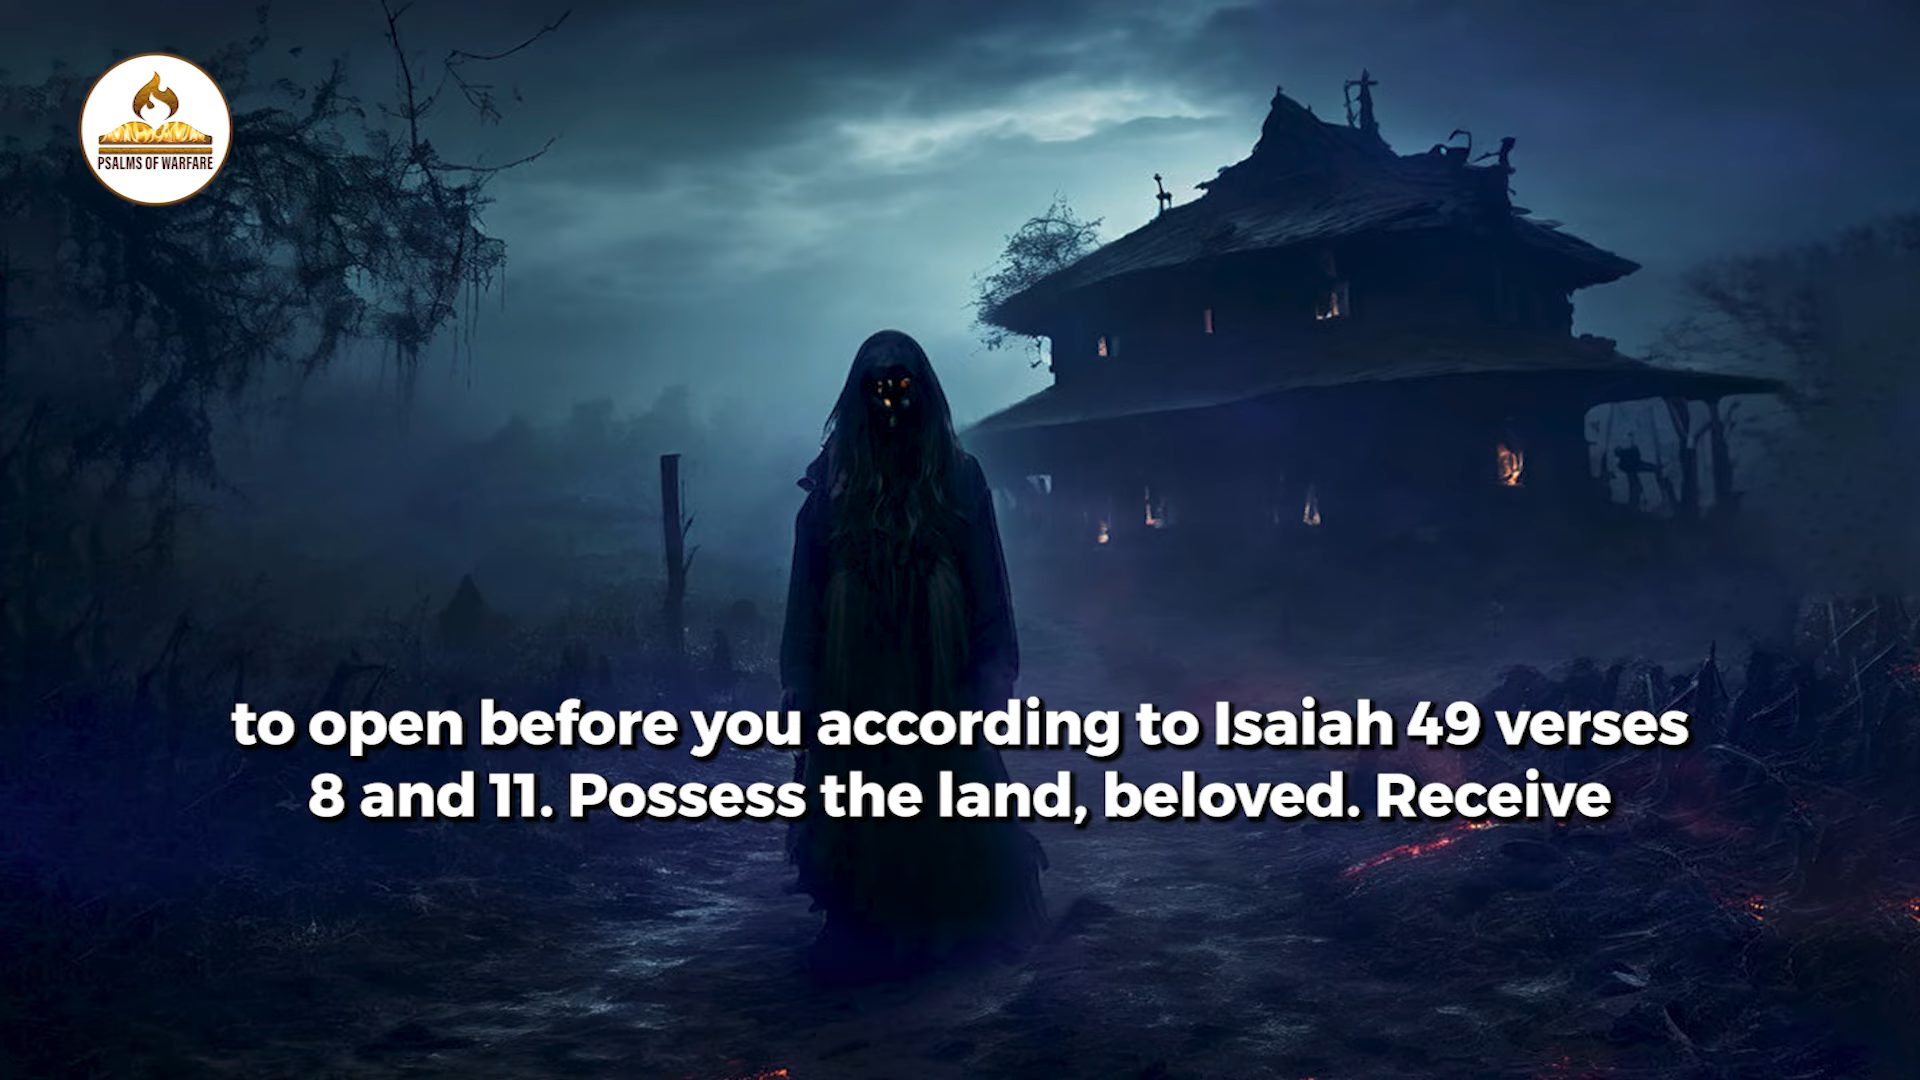 PSALMS OF WARFARE
to open before you according to Isaiah 49 verses
8 and 11. Possess the land, beloved. Receive